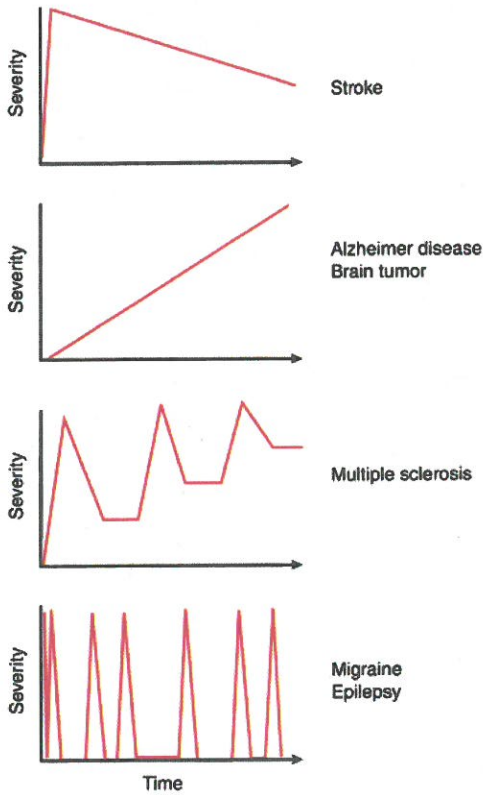 Severity
Stroke
Severity
Alzheimer disease
Brain tumor
Severity
Multiple sclerosis
Severity
Migraine
Epilepsy
Time